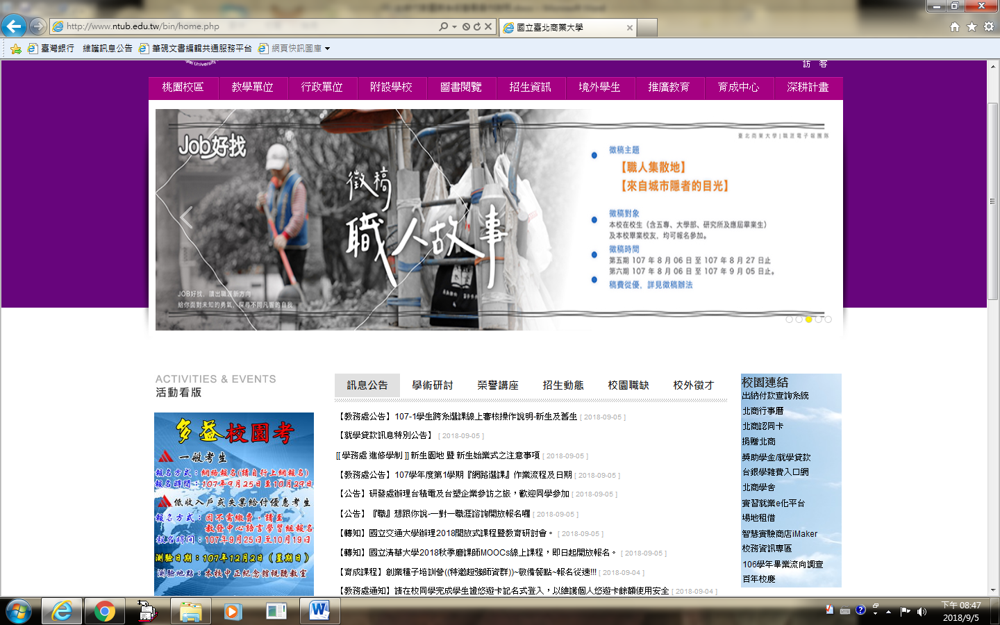 http://www.ntub.edu.tw/bin/home.php
國立臺北商業大學
臺灣銀行 維護訊息公告 筆硯文書編輯共通服務平台 網頁快訊圖庫
訪 客
桃園校區 教學單位 行政單位 附設學校 圖書閱覽 招生資訊 境外學生 推廣教育 育成中心 深耕計畫
臺北商業大學|職涯電子報團隊
Job好找
徵稿
職人故事
JOB好找，讀出職涯新方向
給你面對未知的勇氣，探尋不同凡響的自我
徵稿主題
【職人集散地】
【來自城市隱者的目光】
徵稿對象
本校在校生（含五專、大學部、研究所及應屆畢業生）
及本校畢業校友，均可報名參加。
徵稿時間
第五期 107 年 8 月 06 日 至 107 年 8 月 27 日止
第六期 107 年 8 月 06 日 至 107 年 9 月 05 日止。
稿費從優，詳見徵稿辦法
ACTIVITIES & EVENTS
活動看版
多益校園考
一般考生
報名方式：網路報名(請自行上網報名)
報名時間：107年9月25日至10月29日
低收入戶或失業給付優惠考生
報名方式：因不需繳費，請至
教發中心語言學習組報名
報名時間：107年9月25日至10月19日
測驗日期：107年12月2日（星期日）
測驗地點：本校中正紀念館視聽教室
訊息公告 學術研討 榮譽講座 招生動態 校園職缺 校外徵才
【教務處公告】107-1學生跨系選課線上審核操作說明-新生及舊生 [ 2018-09-05 ]
【就學貸款訊息特別公告】 [ 2018-09-05 ]
[[ 學務處 進修學制 ]] 新生園地 暨 新生始業式之注意事項 [ 2018-09-05 ]
【教務處公告】107學年度第1學期『網路選課』作業流程及日期 [ 2018-09-05 ]
【公告】研發處辦理台積電及台塑企業參訪之旅，歡迎同學參加 [ 2018-09-05 ]
【公告】『職』想跟你說-一對一職涯諮詢開放報名囉 [ 2018-09-05 ]
【轉知】國立交通大學辦理2018開放式課程暨教育研討會。 [ 2018-09-05 ]
【轉知】國立清華大學2018秋季磨課師MOOCs線上課程，即日起開放報名。 [ 2018-09-05 ]
【育成課程】創業種子培訓營((特邀超強師資群))~敬備餐點~報名從速!!! [ 2018-09-04 ]
【教務處通知】請在校同學完成學生證悠遊卡記名式登入，以維護個人悠遊卡餘額使用安全 [ 2018-09-04 ]
校園連結
出納付款查詢系統
北商行事曆
北商認同卡
捐贈北商
獎助學金/就學貸款
台銀學雜費入口網
北商學舍
實習就業e化平台
場地租借
智慧實驗商店iMaker
校務資訊專區
106學年畢業流向調查
百年校慶
下午 08:47
2018/9/5